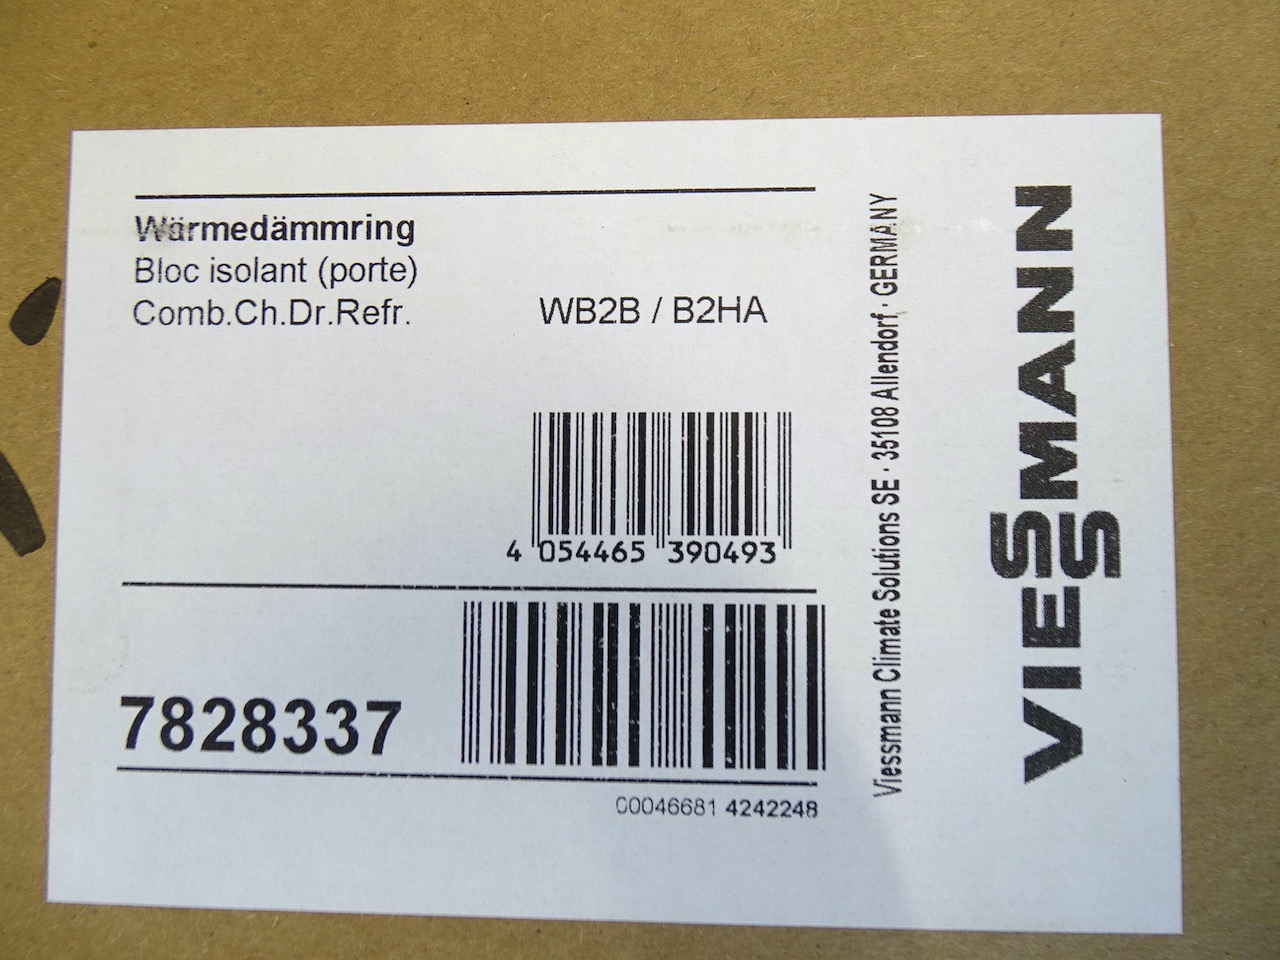 Wärmedämmring
Bloc isolant (porte)
Comb.Ch.Dr.Refr.
WB2B / B2HA
4 054465 390493
7828337
00046681 4242248
Viessmann Climate Solutions SE · 35108 Allendorf · GERMANY
VIESSMANN